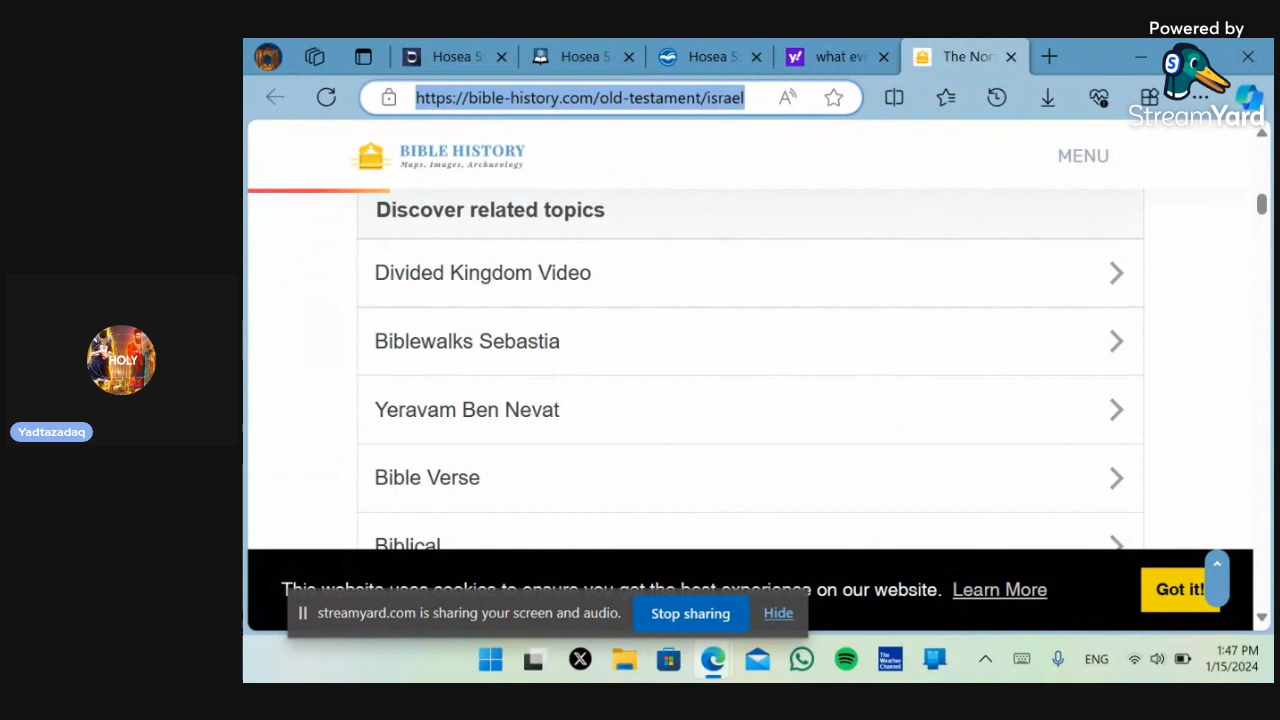 Powered by
StreamYard
Hosea 5
Hosea 5
Hosea 5
what evi
The Nor
https://bible-history.com/old-testament/israel
BIBLE HISTORY
Maps, Images, Archaeology
MENU
Discover related topics
Divided Kingdom Video
Biblewalks Sebastia
Yeravam Ben Nevat
Bible Verse
Biblical
HOLY
Yadtazadaq
This website uses cookies to ensure you get the best experience on our website. Learn More
Got it!
streamyard.com is sharing your screen and audio.
Stop sharing
Hide
The Weather Channel
ENG
1:47 PM
1/15/2024